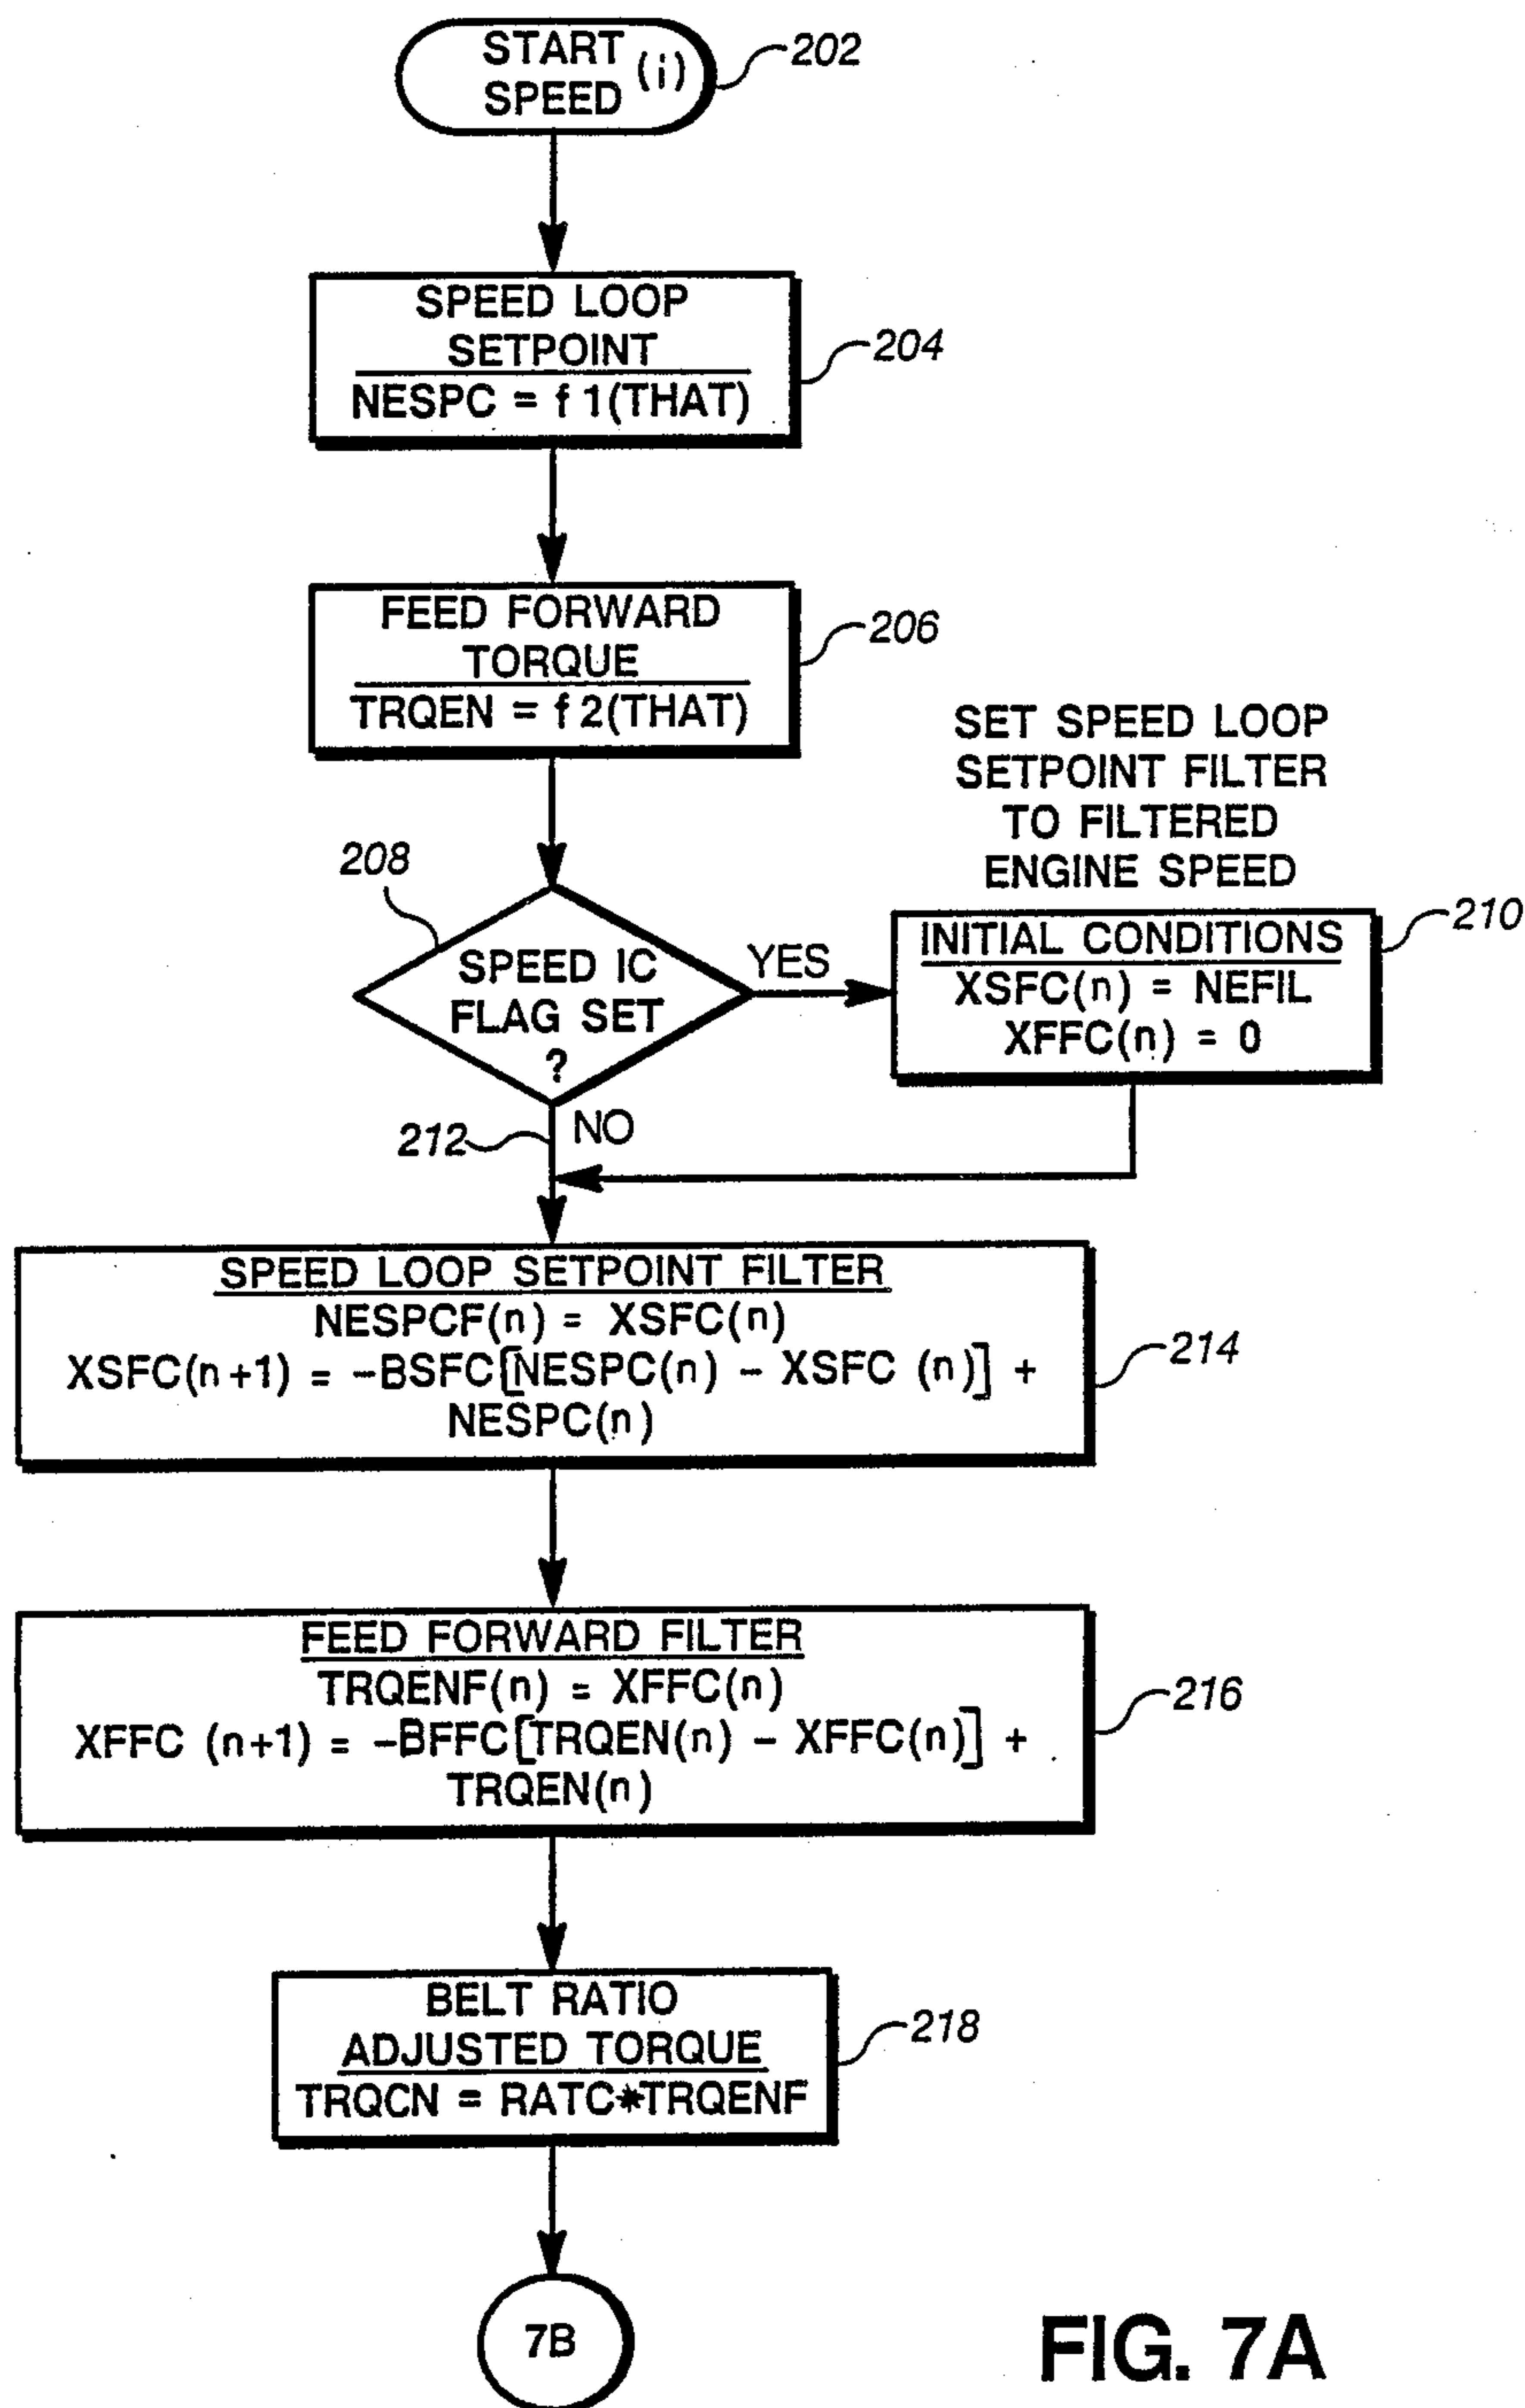 START (i)
SPEED
202
SPEED LOOP
SETPOINT
NESPC = f1(THAT)
204
FEED FORWARD
TORQUE
TRQEN = f2(THAT)
206
SET SPEED LOOP
SETPOINT FILTER
TO FILTERED
ENGINE SPEED
208
SPEED IC
FLAG SET
?
YES
INITIAL CONDITIONS
XSFC(n) = NEFIL
XFFC(n) = 0
210
212
NO
SPEED LOOP SETPOINT FILTER
NESPCF(n) = XSFC(n)
XSFC(n+1) = -BSFC[NESPC(n) - XSFC (n)] +
NESPC(n)
214
FEED FORWARD FILTER
TRQENF(n) = XFFC(n)
XFFC (n+1) = -BFFC[TRQEN(n) - XFFC(n)] +
TRQEN(n)
216
BELT RATIO
ADJUSTED TORQUE
TRQCN = RATC*TRQENF
218
7B
FIG. 7A